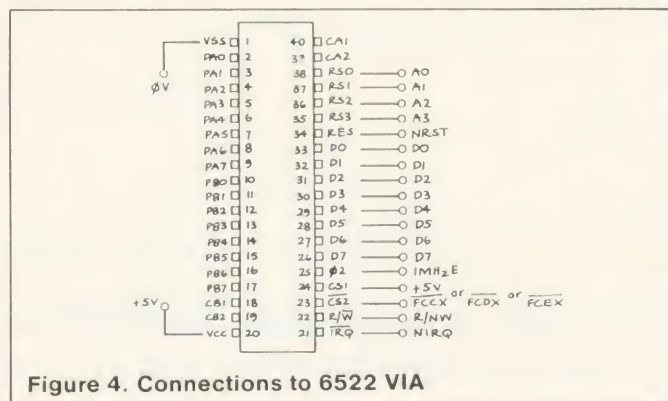 VSS 1 40 CA1
PA0 2 39 CA2
PA1 3 38 RS0 A0
ØV PA2 4 37 RS1 A1
PA3 5 36 RS2 A2
PA4 6 35 RS3 A3
PA5 7 34 RES NRST
PA6 8 33 D0 D0
PA7 9 32 D1 D1
PB0 10 31 D2 D2
PB1 11 30 D3 D3
PB2 12 29 D4 D4
PB3 13 28 D5 D5
PB4 14 27 D6 D6
PB5 15 26 D7 D7
PB6 16 25 Ø2 1MHzE
PB7 17 24 CS1 +5V
+5V CB1 18 23 CS2 FCCX or FCDX or FCEX
CB2 19 22 R/W R/NW
VCC 20 21 IRQ NIRQ
Figure 4. Connections to 6522 VIA